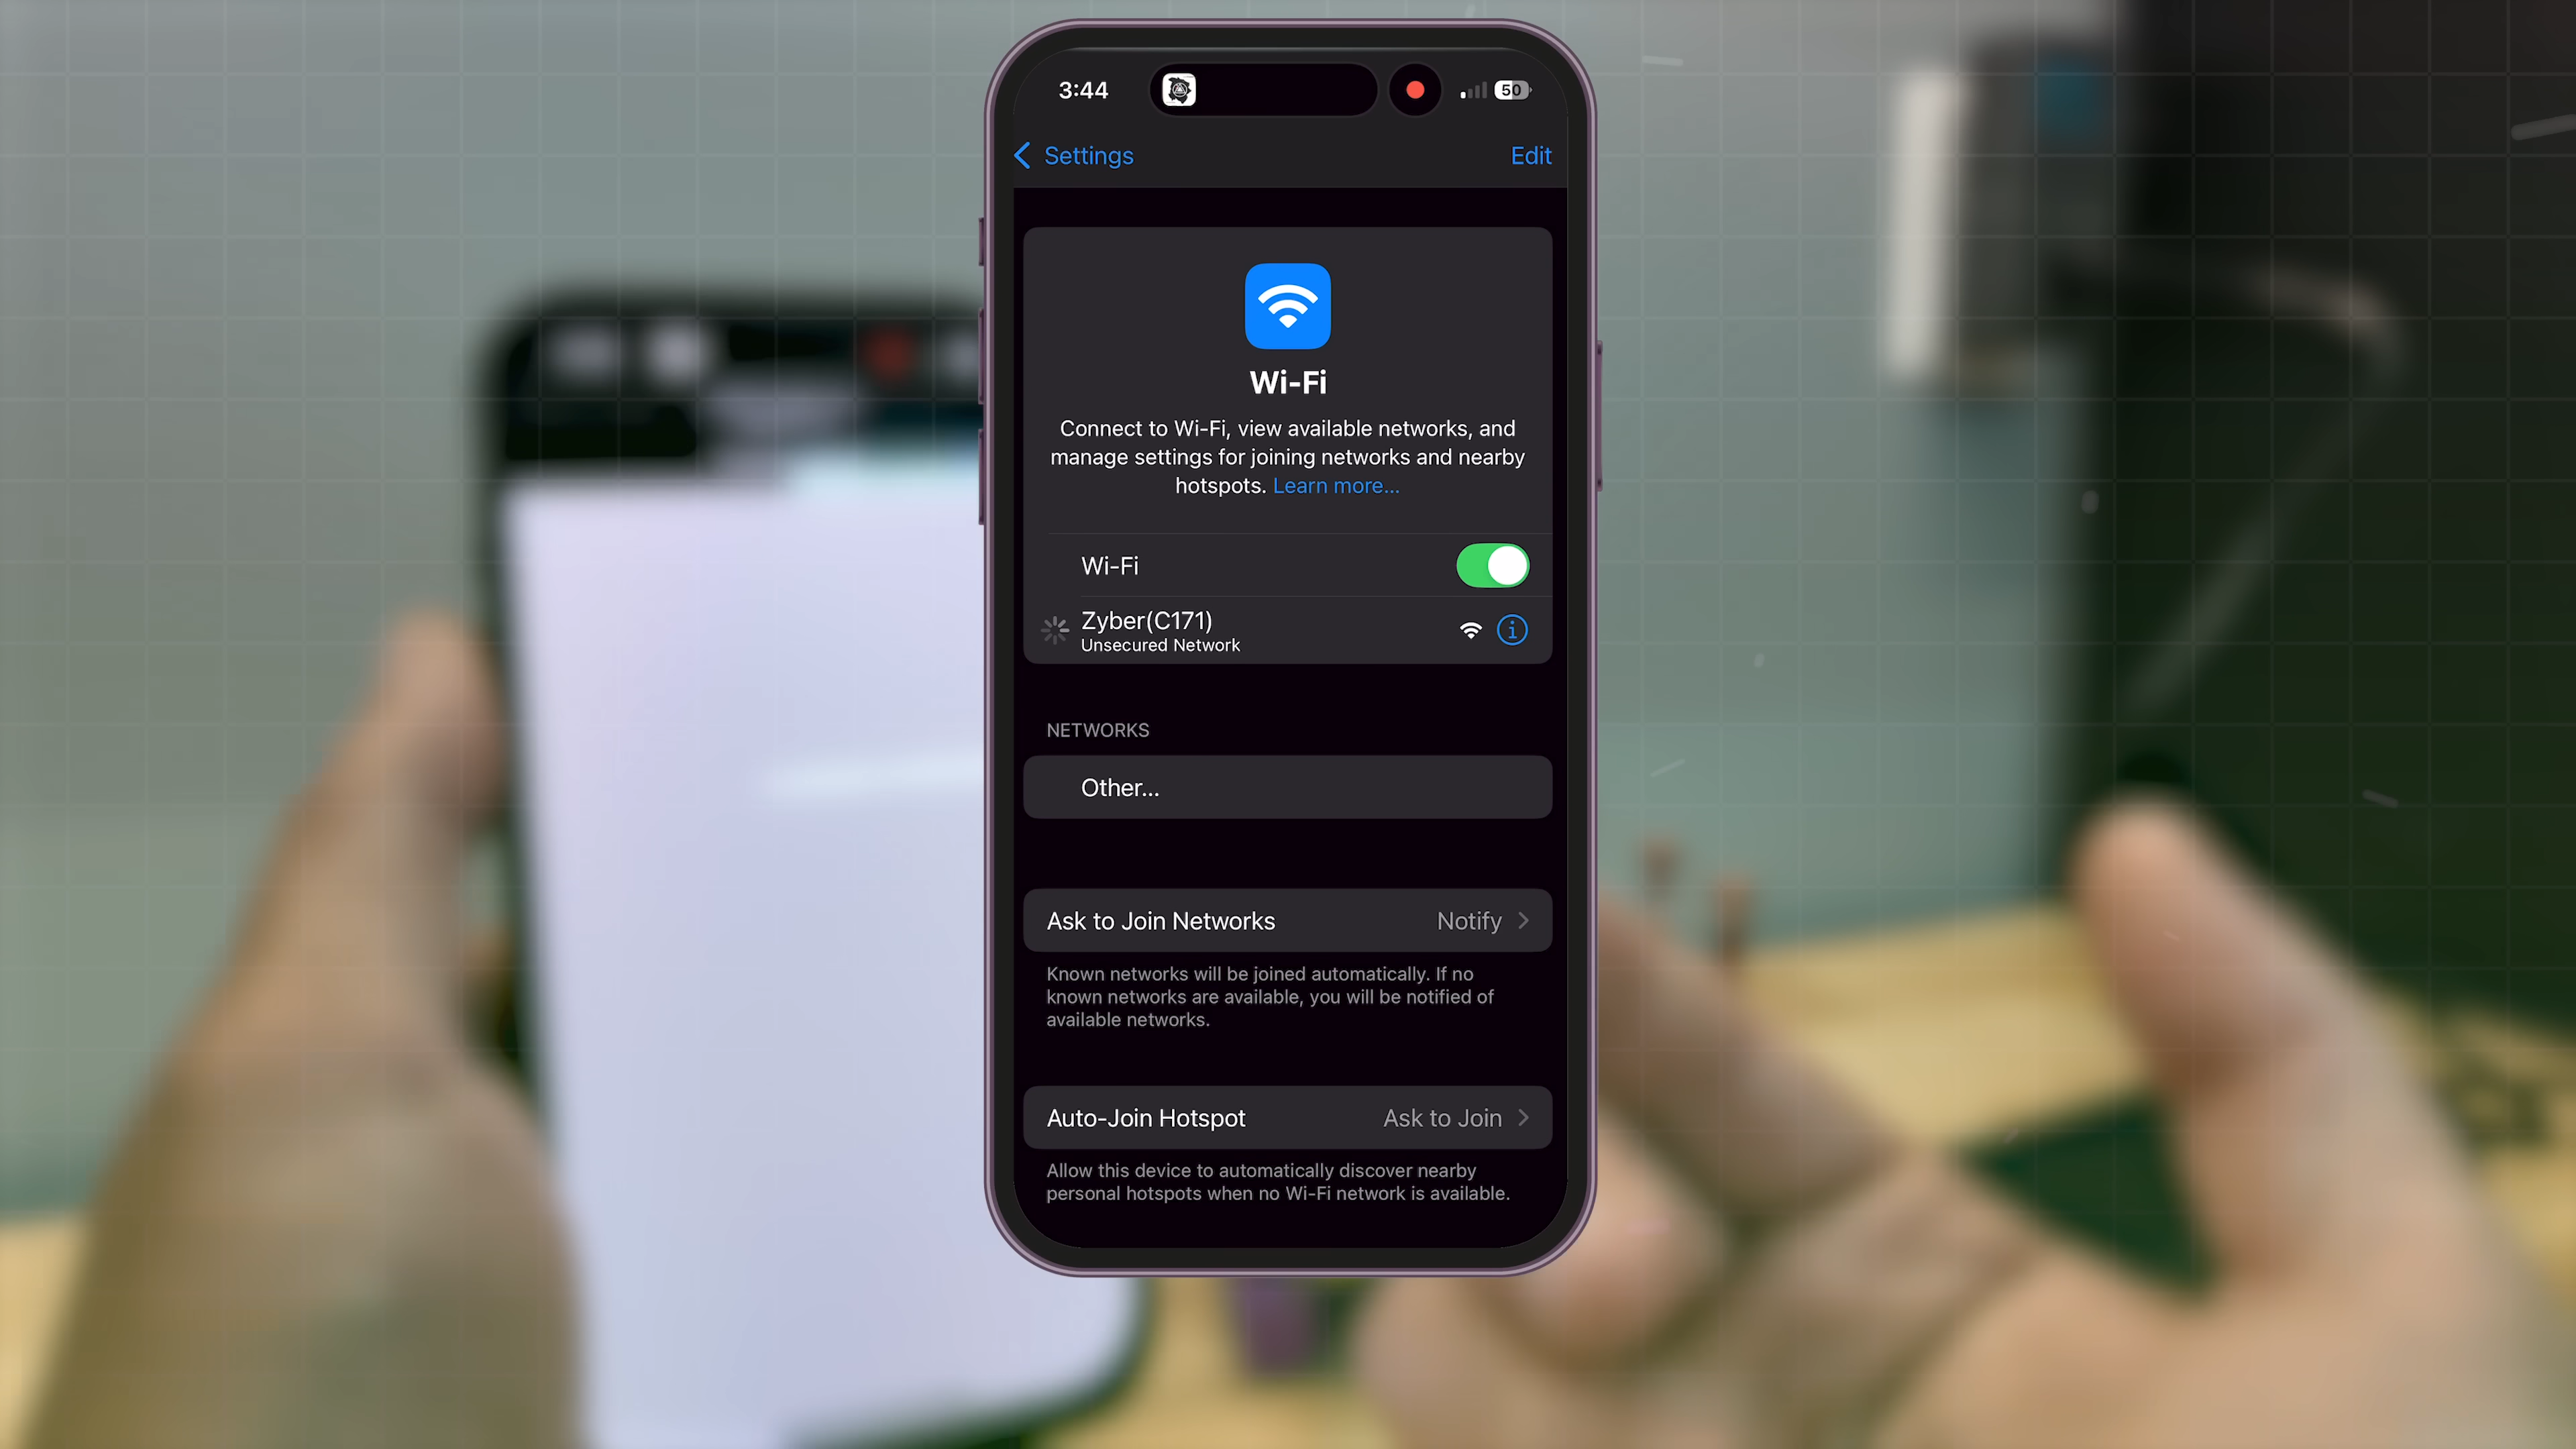 3:44
50
Settings
Edit
Wi-Fi
Connect to Wi-Fi, view available networks, and
manage settings for joining networks and nearby
hotspots. Learn more...
Wi-Fi
Zyber(C171)
Unsecured Network
NETWORKS
Other...
Ask to Join Networks Notify
Known networks will be joined automatically. If no
known networks are available, you will be notified of
available networks.
Auto-Join Hotspot Ask to Join
Allow this device to automatically discover nearby
personal hotspots when no Wi-Fi network is available.